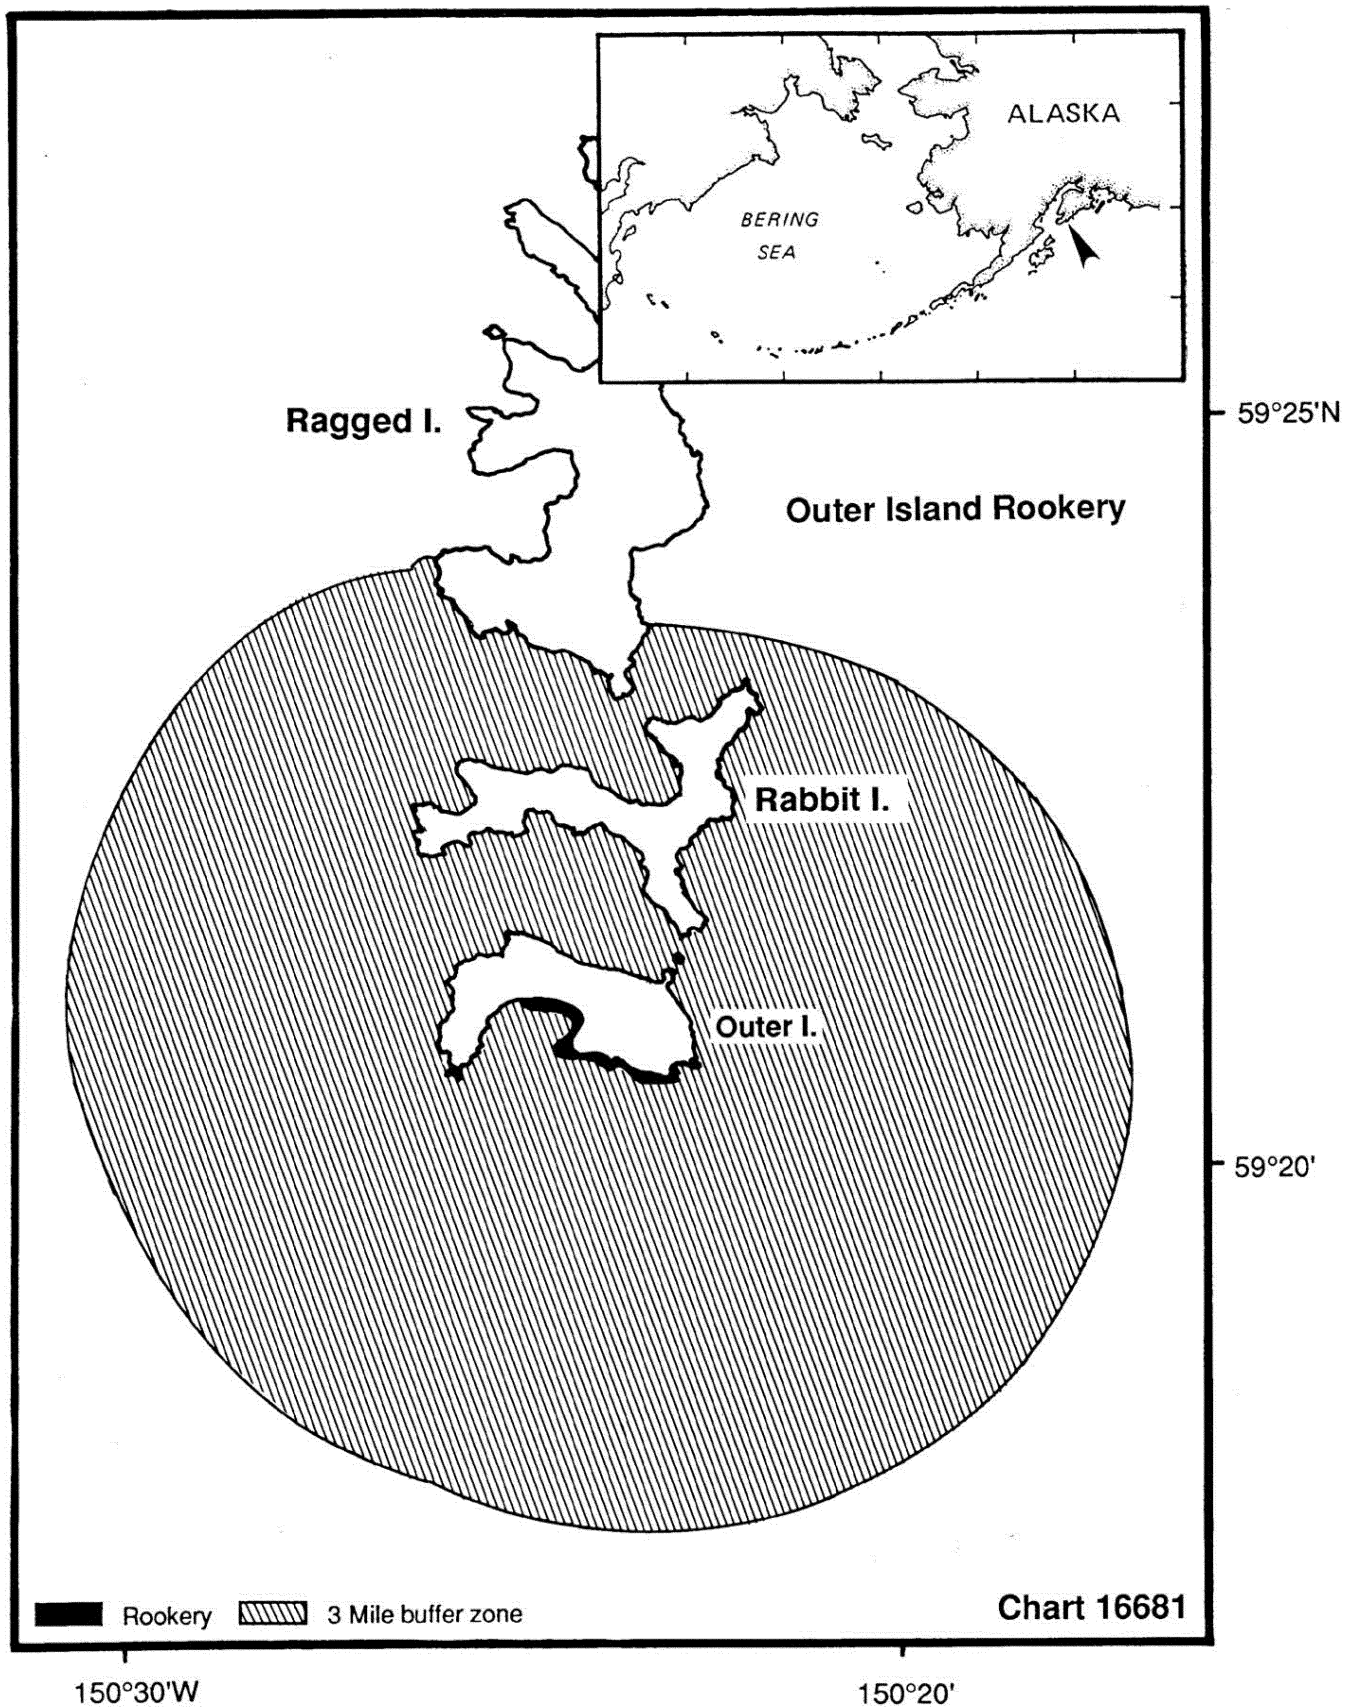 ALASKA
BERING
SEA
Ragged I.
59°25'N
Outer Island Rookery
Rabbit I.
Outer I.
59°20'
Rookery
3 Mile buffer zone
Chart 16681
150°30'W
150°20'